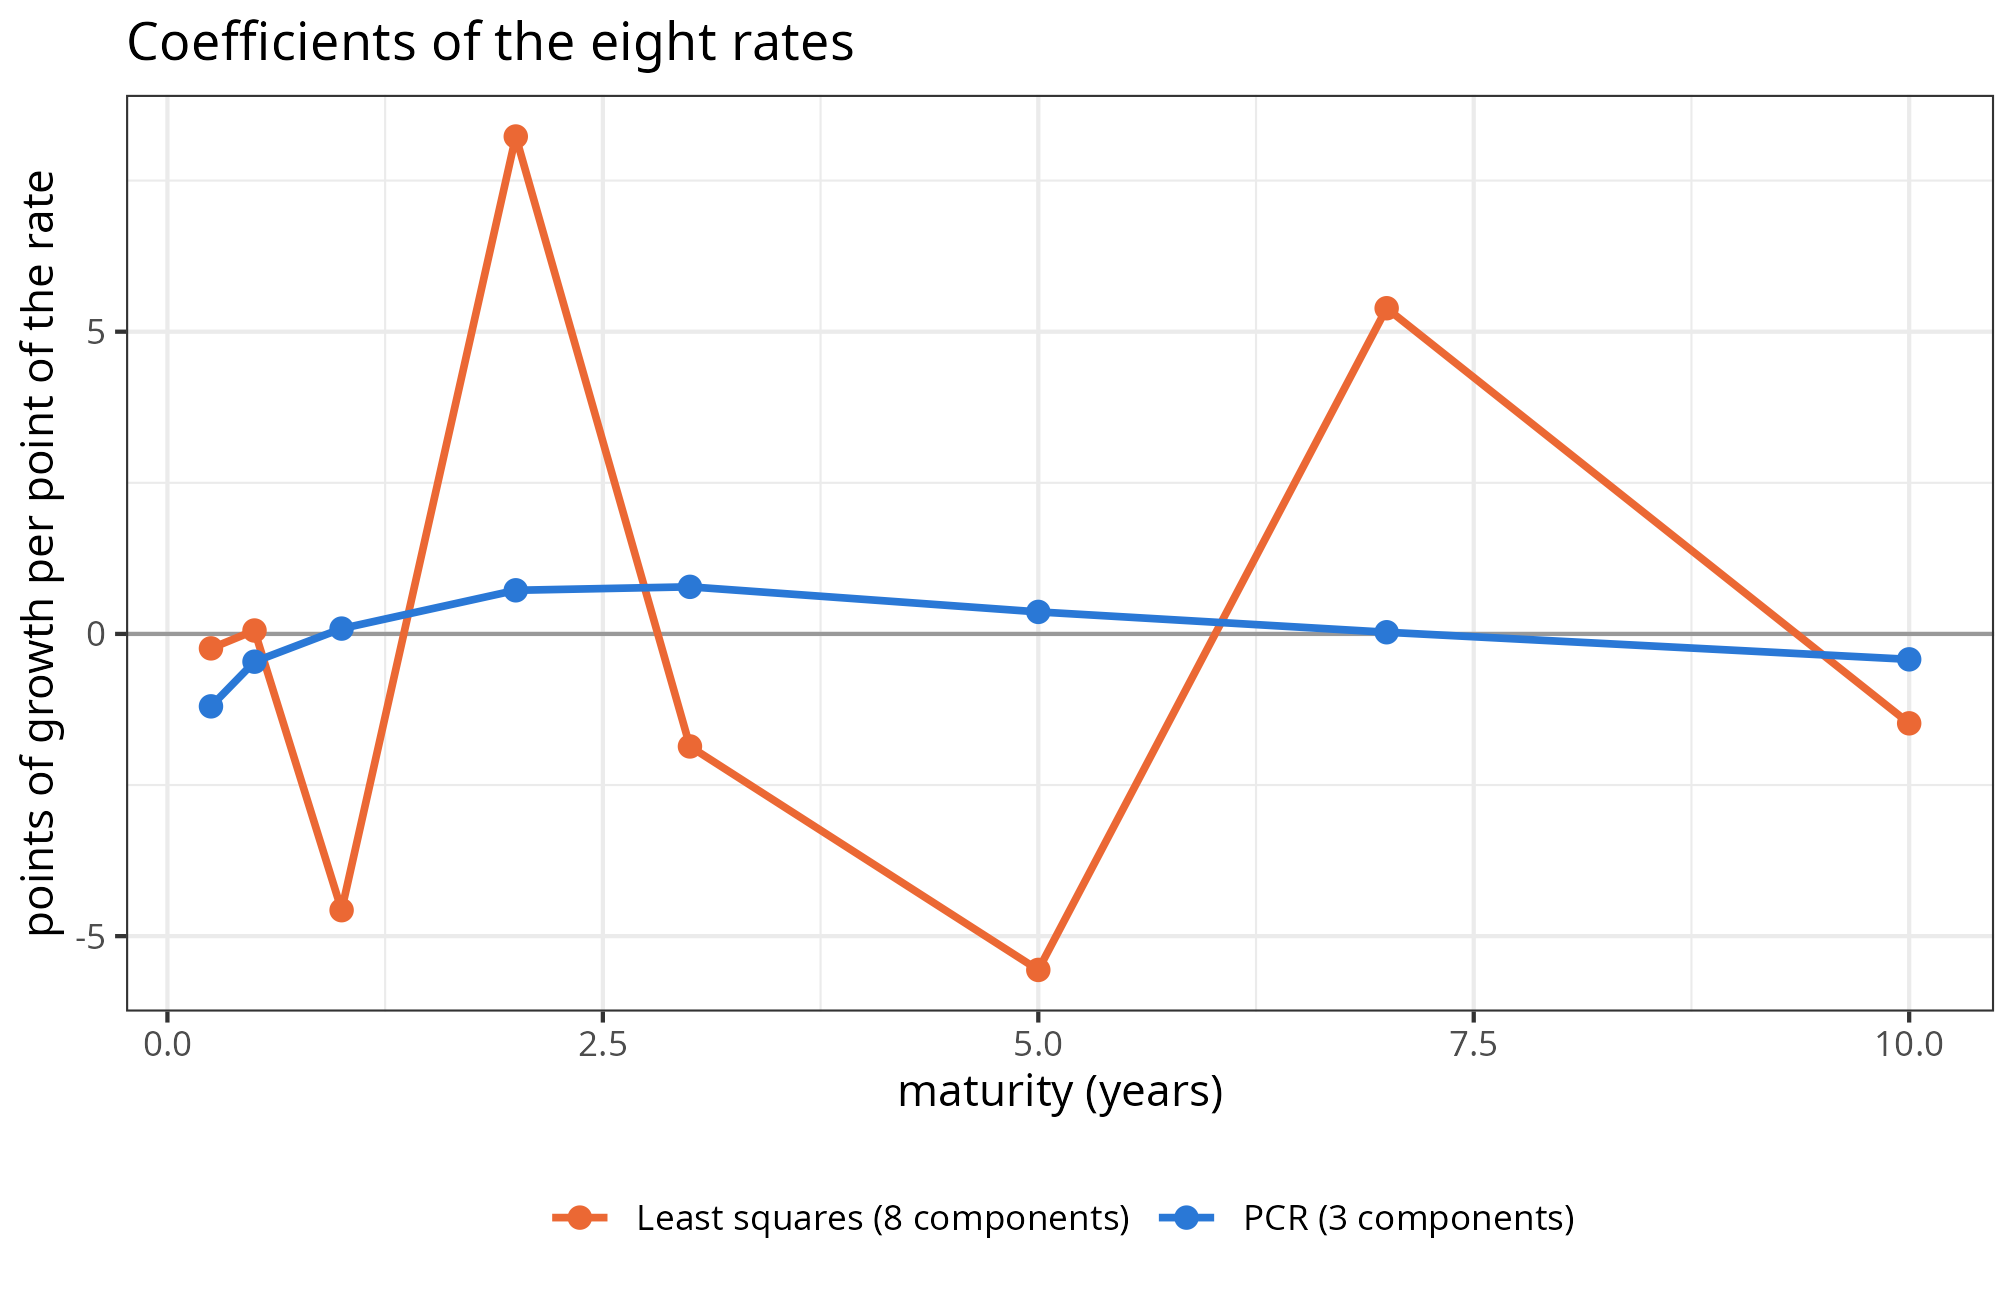 Coefficients of the eight rates
points of growth per point of the rate
5
0
-5
0.0 2.5 5.0 7.5 10.0
maturity (years)
Least squares (8 components) PCR (3 components)